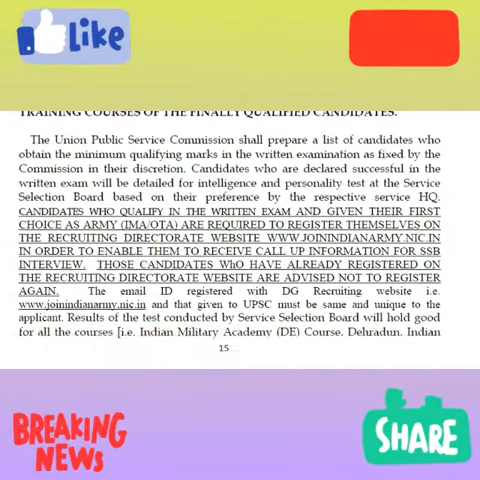 Like
TRAINING COURSES OF THE FINALLY QUALIFIED CANDIDATES.
The Union Public Service Commission shall prepare a list of candidates who
obtain the minimum qualifying marks in the written examination as fixed by the
Commission in their discretion. Candidates who are declared successful in the
written exam will be detailed for intelligence and personality test at the Service
Selection Board based on their preference by the respective service HQ.
CANDIDATES WHO QUALIFY IN THE WRITTEN EXAM AND GIVEN THEIR FIRST
CHOICE AS ARMY (IMA/OTA) ARE REQUIRED TO REGISTER THEMSELVES ON
THE RECRUITING DIRECTORATE WEBSITE WWW.JOININDIANARMY.NIC.IN
IN ORDER TO ENABLE THEM TO RECEIVE CALL UP INFORMATION FOR SSB
INTERVIEW. THOSE CANDIDATES WhO HAVE ALREADY REGISTERED ON
THE RECRUITING DIRECTORATE WEBSITE ARE ADVISED NOT TO REGISTER
AGAIN. The email ID registered with DG Recruiting website i.e.
www.joinindianarmy.nic.in and that given to UPSC must be same and unique to the
applicant. Results of the test conducted by Service Selection Board will hold good
for all the courses [i.e. Indian Military Academy (DE) Course, Dehradun, Indian
15
BREAKING
NEWS
SHARE